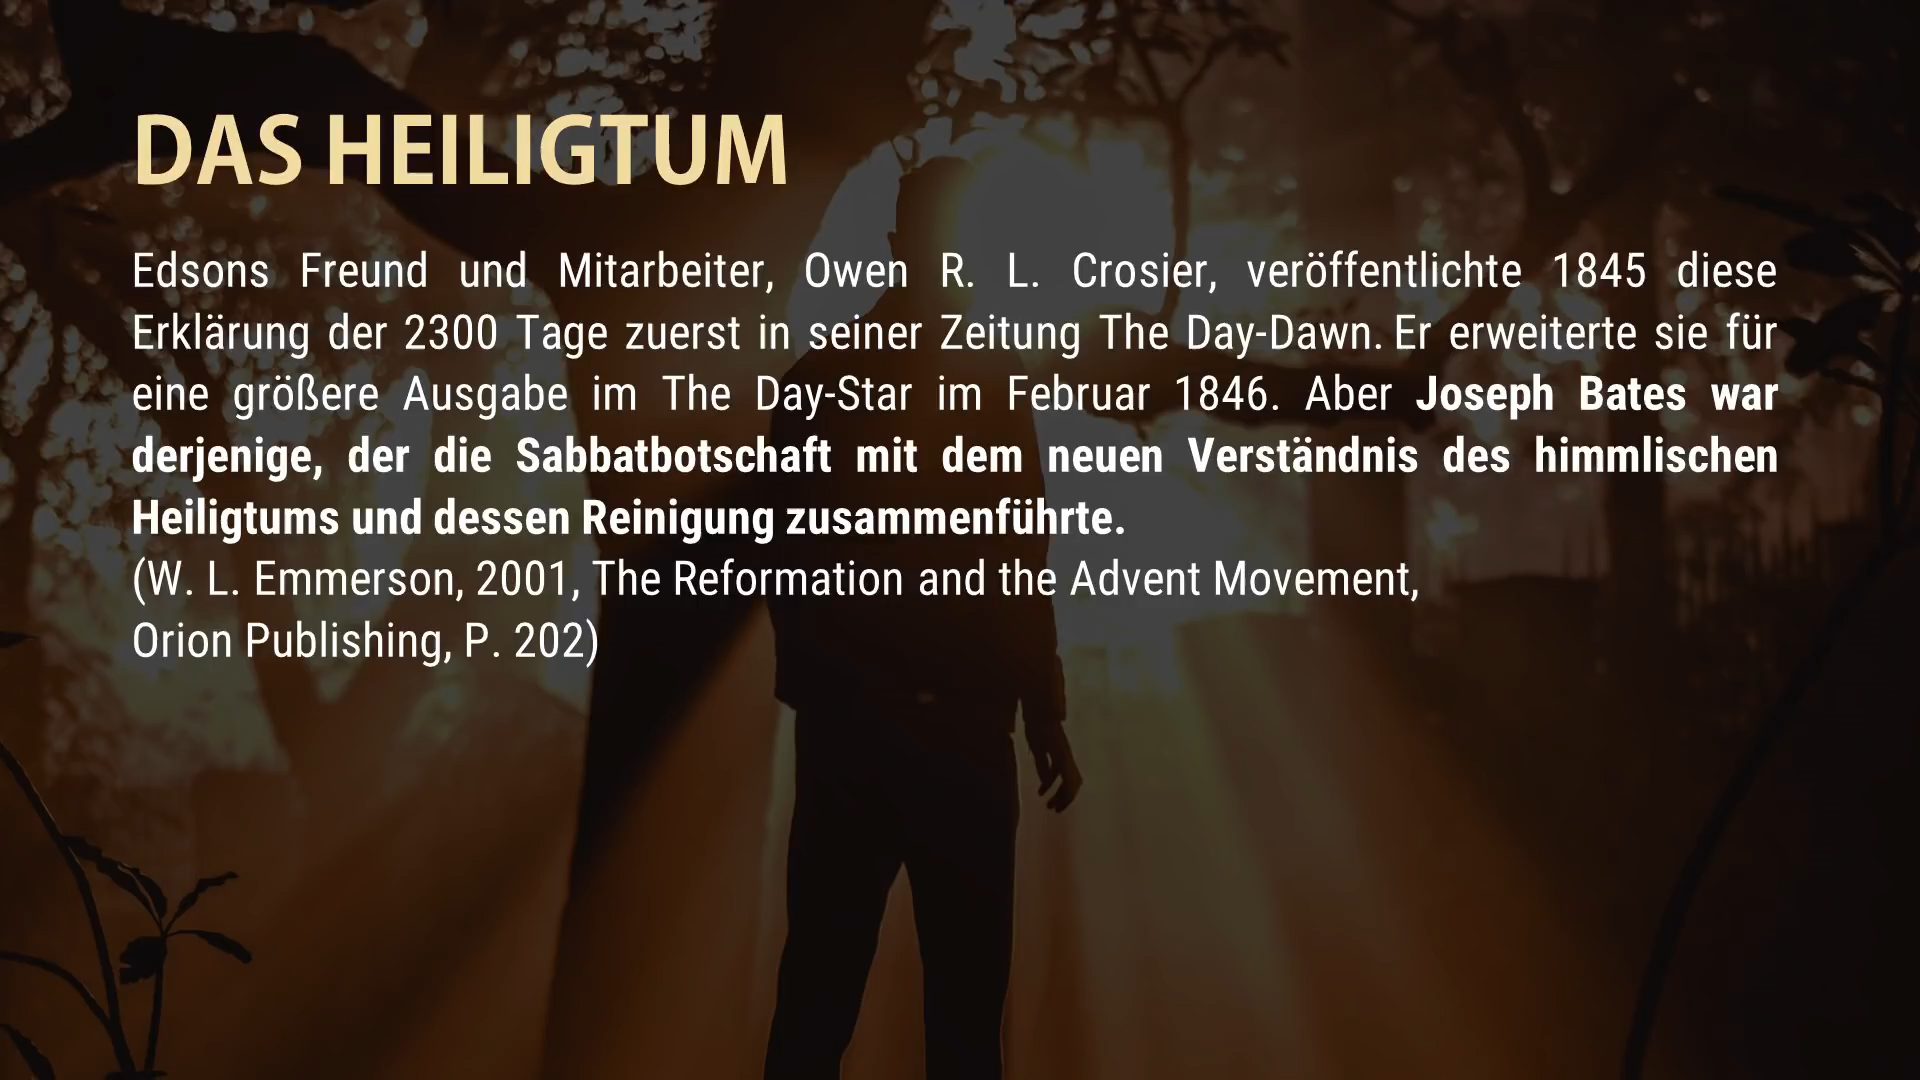 DAS HEILIGTUM
Edsons Freund und Mitarbeiter, Owen R. L. Crosier, veröffentlichte 1845 diese
Erklärung der 2300 Tage zuerst in seiner Zeitung The Day-Dawn. Er erweiterte sie für
eine größere Ausgabe im The Day-Star im Februar 1846. Aber Joseph Bates war
derjenige, der die Sabbatbotschaft mit dem neuen Verständnis des himmlischen
Heiligtums und dessen Reinigung zusammenführte.
(W. L. Emmerson, 2001, The Reformation and the Advent Movement,
Orion Publishing, P. 202)